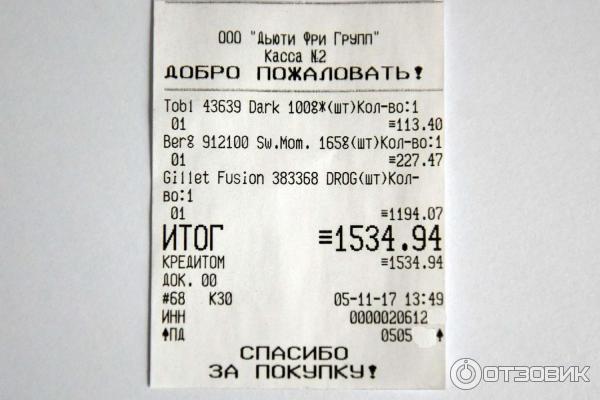 ООО "Дьюти Фри Групп"
Касса №2
ДОБРО ПОЖАЛОВАТЬ!
Tobl 43639 Dark 100g*(шт)Кол-во:1
01 ≡113.40
Berg 912100 Sw.Mom. 165g(шт)Кол-во:1
01 ≡227.47
Gillet Fusion 383368 DROG(шт)Кол-
во:1
01 ≡1194.07
ИТОГ ≡1534.94
КРЕДИТОМ ≡1534.94
ДОК. 00
#68 К30 05-11-17 13:49
ИНН 0000020612
♠ПД 0505 ♠
СПАСИБО
ЗА ПОКУПКУ!
ОТЗОВИК